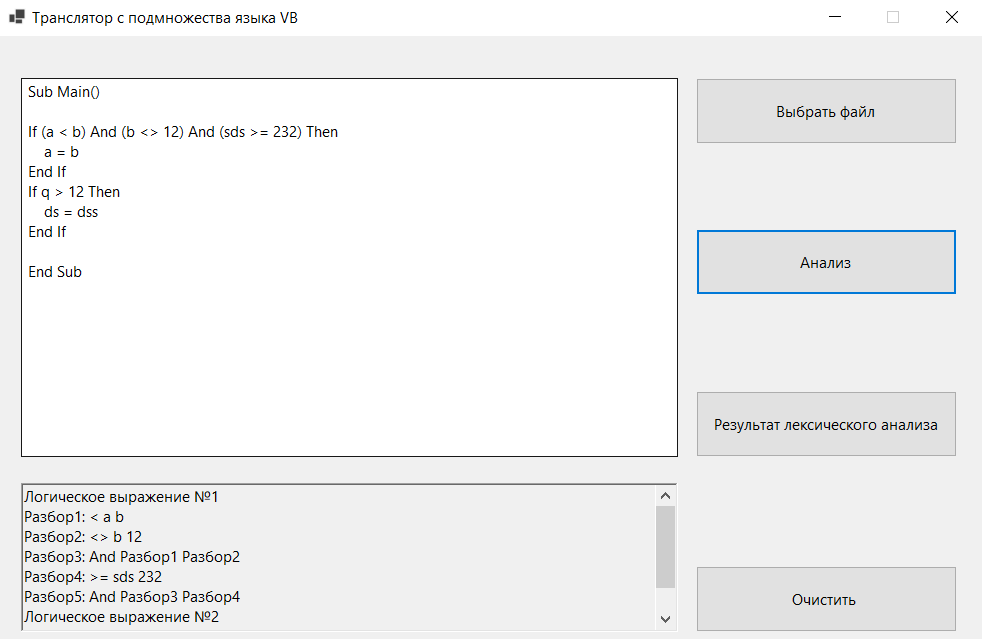 Транслятор с подмножества языка VB
Sub Main()
If (a < b) And (b <> 12) And (sds >= 232) Then
a = b
End If
If q > 12 Then
ds = dss
End If
End Sub
Выбрать файл
Анализ
Результат лексического анализа
Очистить
Логическое выражение №1
Разбор1: < a b
Разбор2: <> b 12
Разбор3: And Разбор1 Разбор2
Разбор4: >= sds 232
Разбор5: And Разбор3 Разбор4
Логическое выражение №2